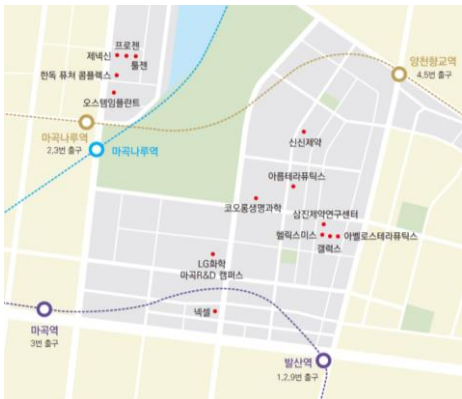 프로젠
제넥신
툴젠
한독 퓨쳐 콤플렉스
오스템임플란트
마곡나루역
2,3번 출구
마곡나루역
양천향교역
4,5번 출구
신신제약
아름테라퓨틱스
코오롱생명과학
삼진제약연구센터
헬릭스미스
아벨로스테라퓨틱스
갤럭스
LG화학
마곡R&D 캠퍼스
넥셀
마곡역
3번 출구
발산역
1,2,9번 출구